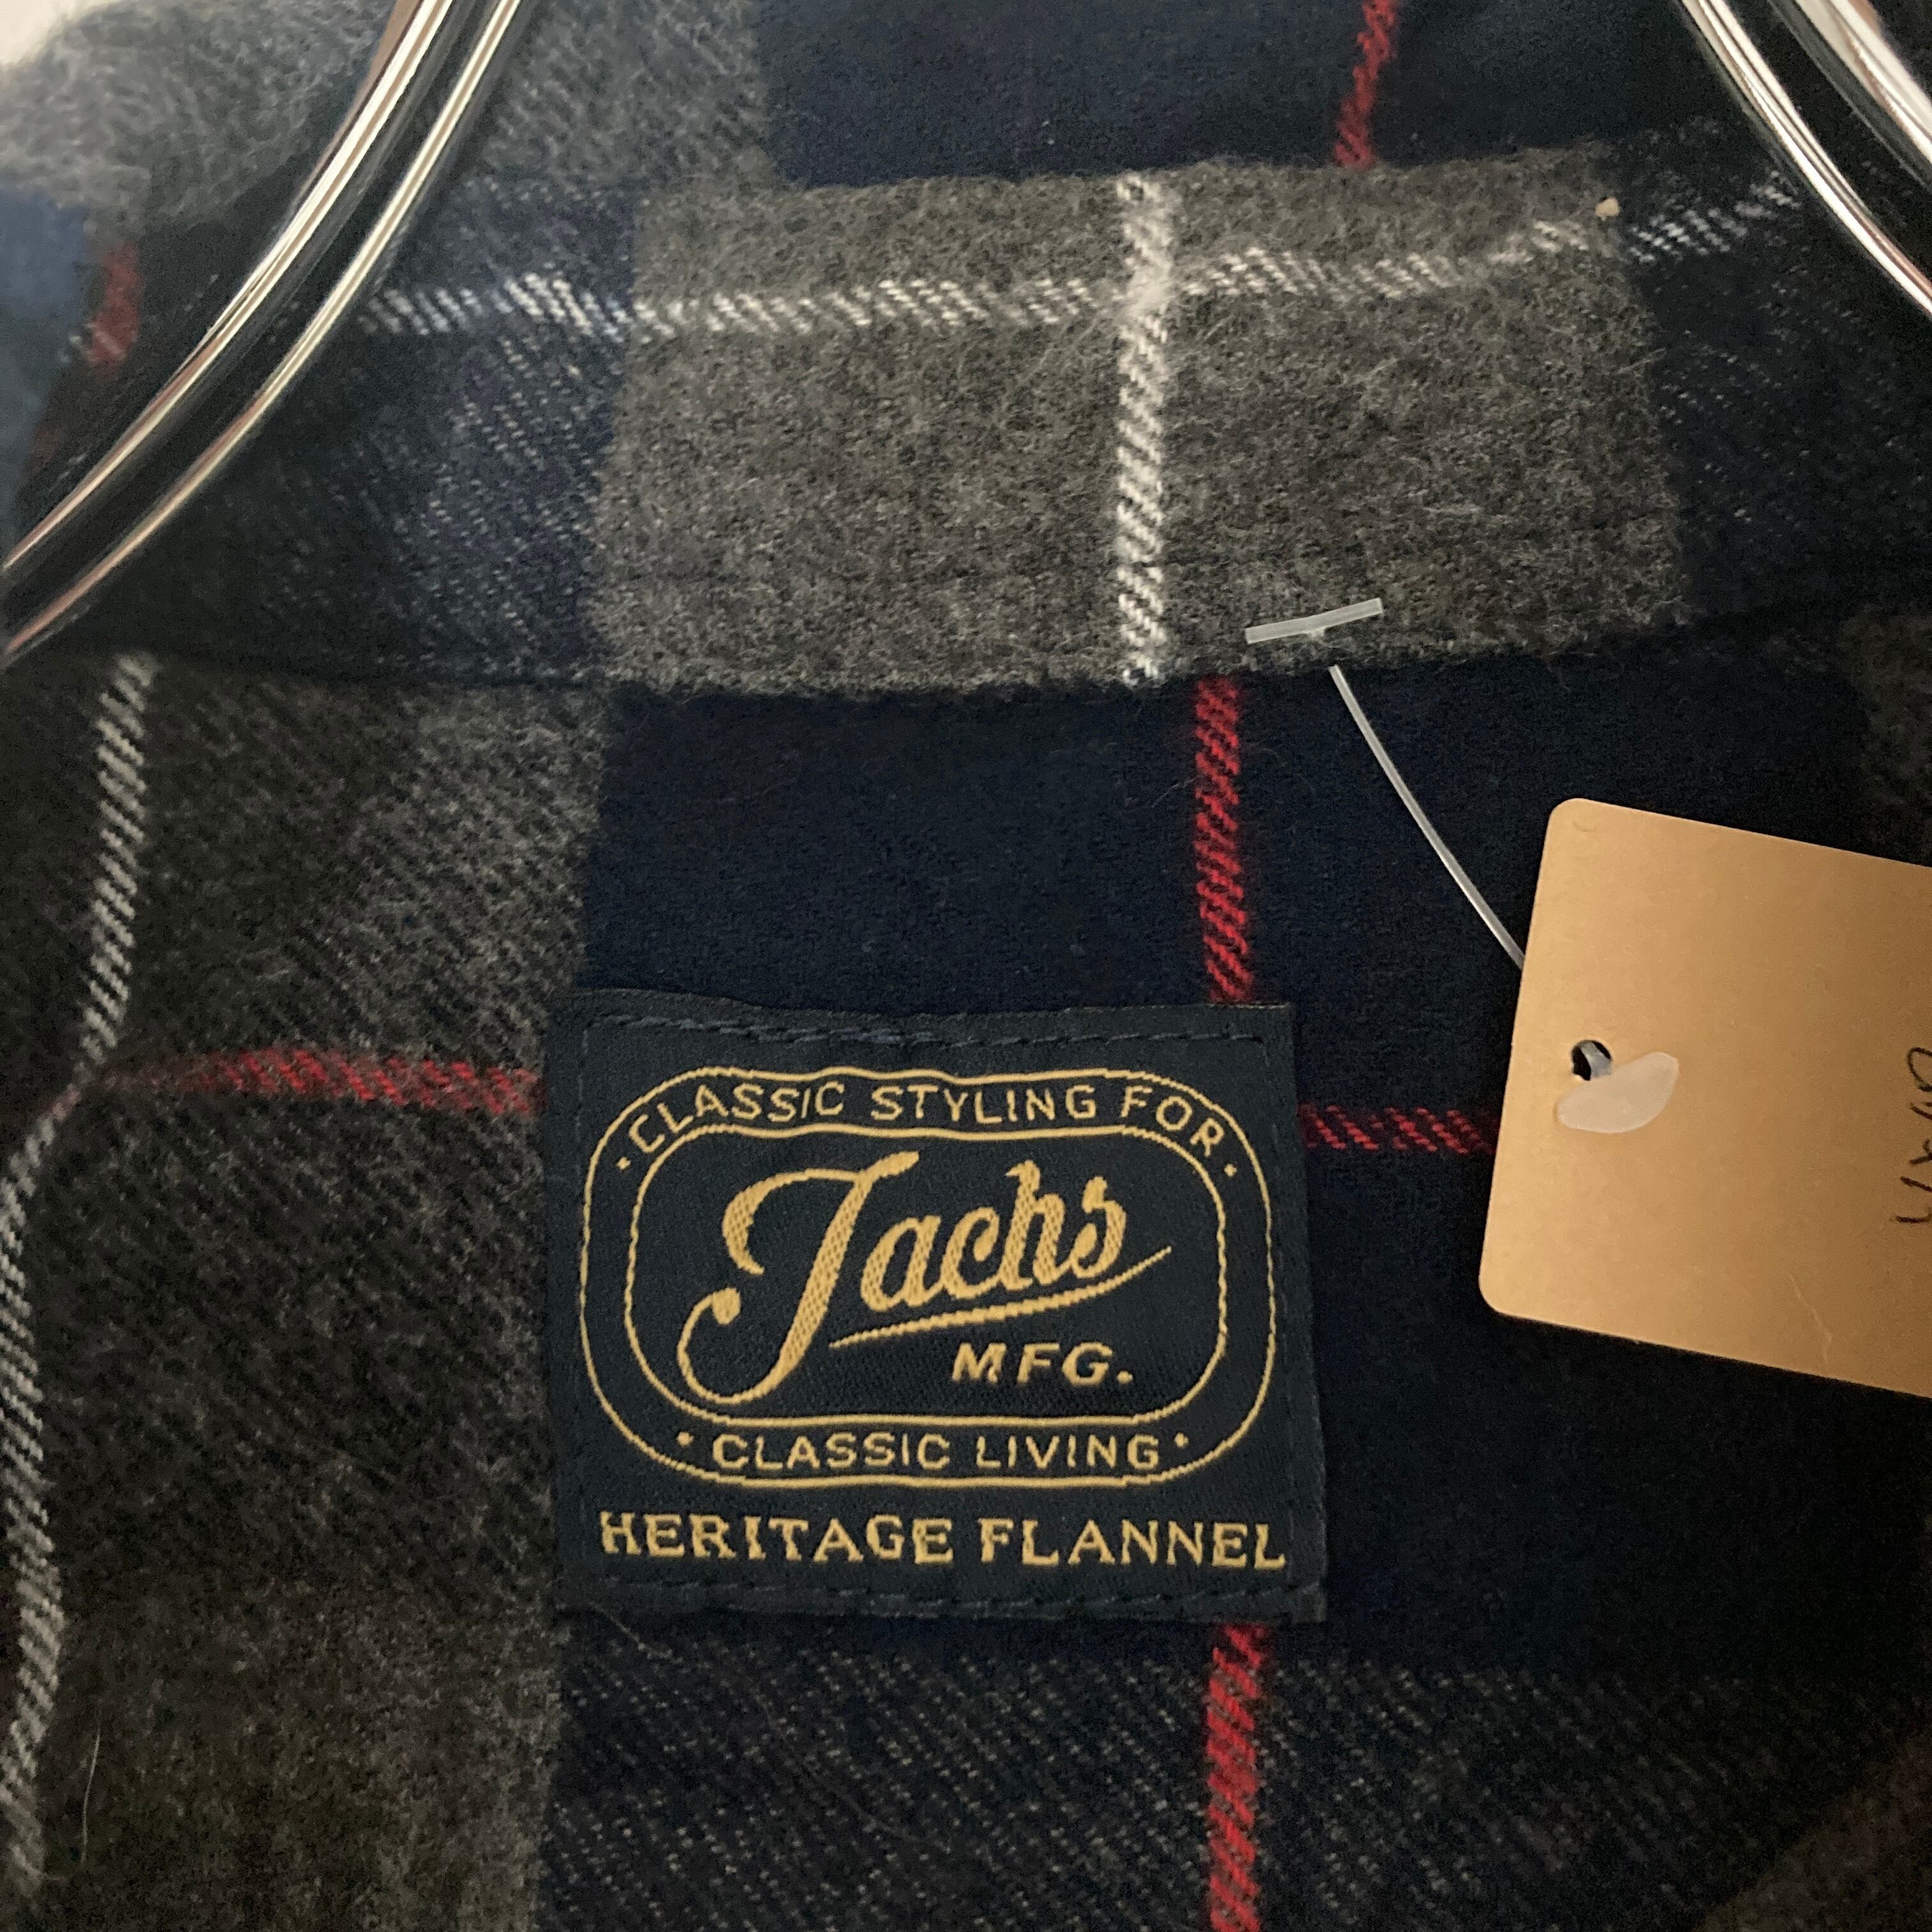 CLASSIC STYLING FOR
Jachs
MFG.
CLASSIC LIVING
HERITAGE FLANNEL